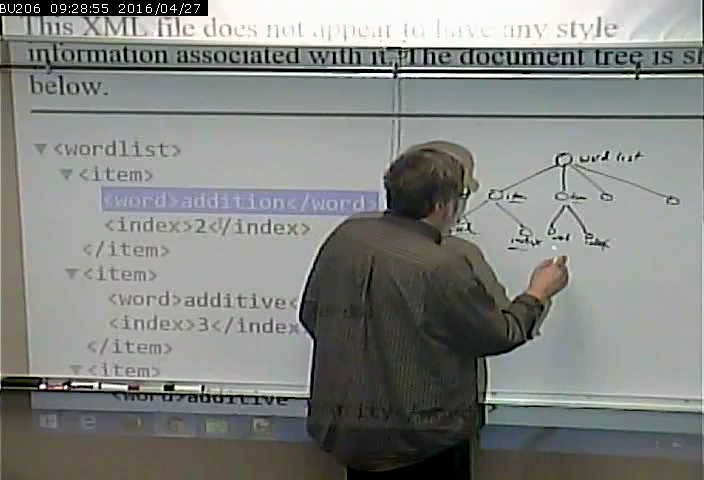 BU206 09:28:55 2016/04/27
This XML file does not appear to have any style
information associated with it. The document tree is
below.
▼<wordlist>
▼<item>
<word>addition</word>
<index>2</index>
</item>
▼<item>
<word>additive
<index>3</index
</item>
▼<item>
<word>additive
word list
item
item
index
word
index